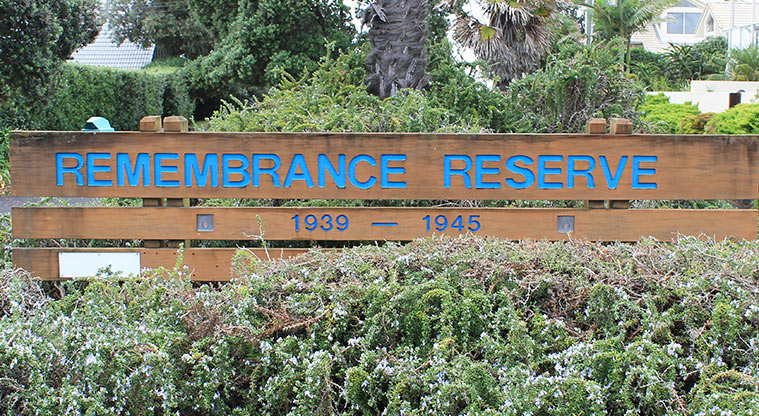 REMEMBRANCE RESERVE
1939 — 1945